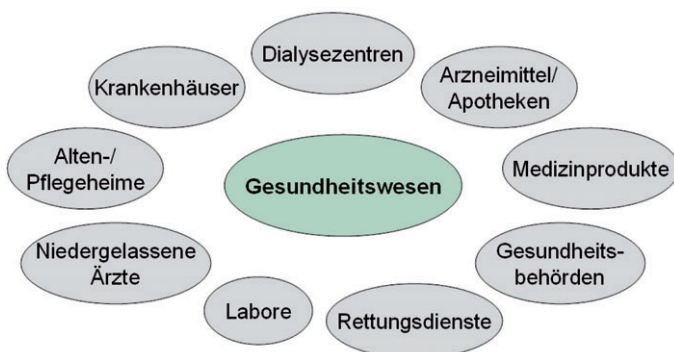 Dialysezentren
Krankenhäuser
Arzneimittel/
Apotheken
Alten-/
Pflegeheime
Gesundheitswesen
Medizinprodukte
Niedergelassene
Ärzte
Gesundheits-
behörden
Labore
Rettungsdienste